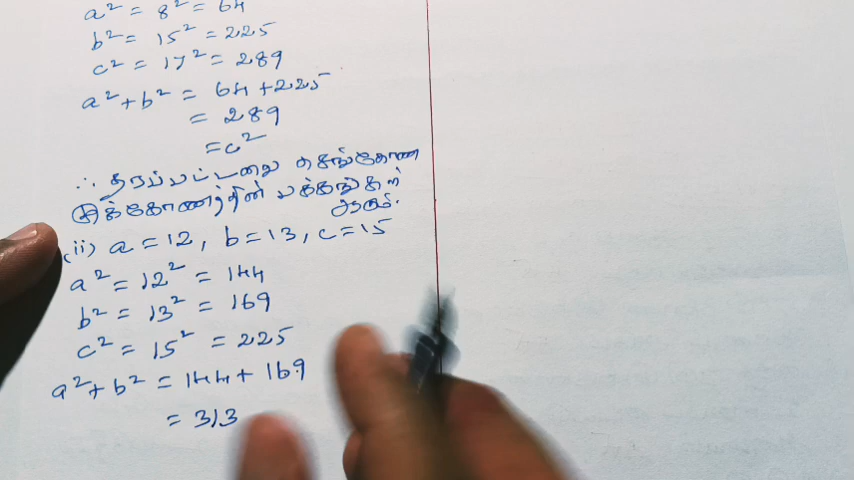 a² = 8² = 64
b² = 15² = 225
c² = 17² = 289
a²+b² = 64 +225
= 289
= c²
∴ தரப்பட்டவை செங்கோண
முக்கோணத்தின் பக்கங்கள்
ஆகும்.
(ii) a = 12, b = 13, c = 15
a² = 12² = 144
b² = 13² = 169
c² = 15² = 225
a²+b² = 144 + 169
= 313